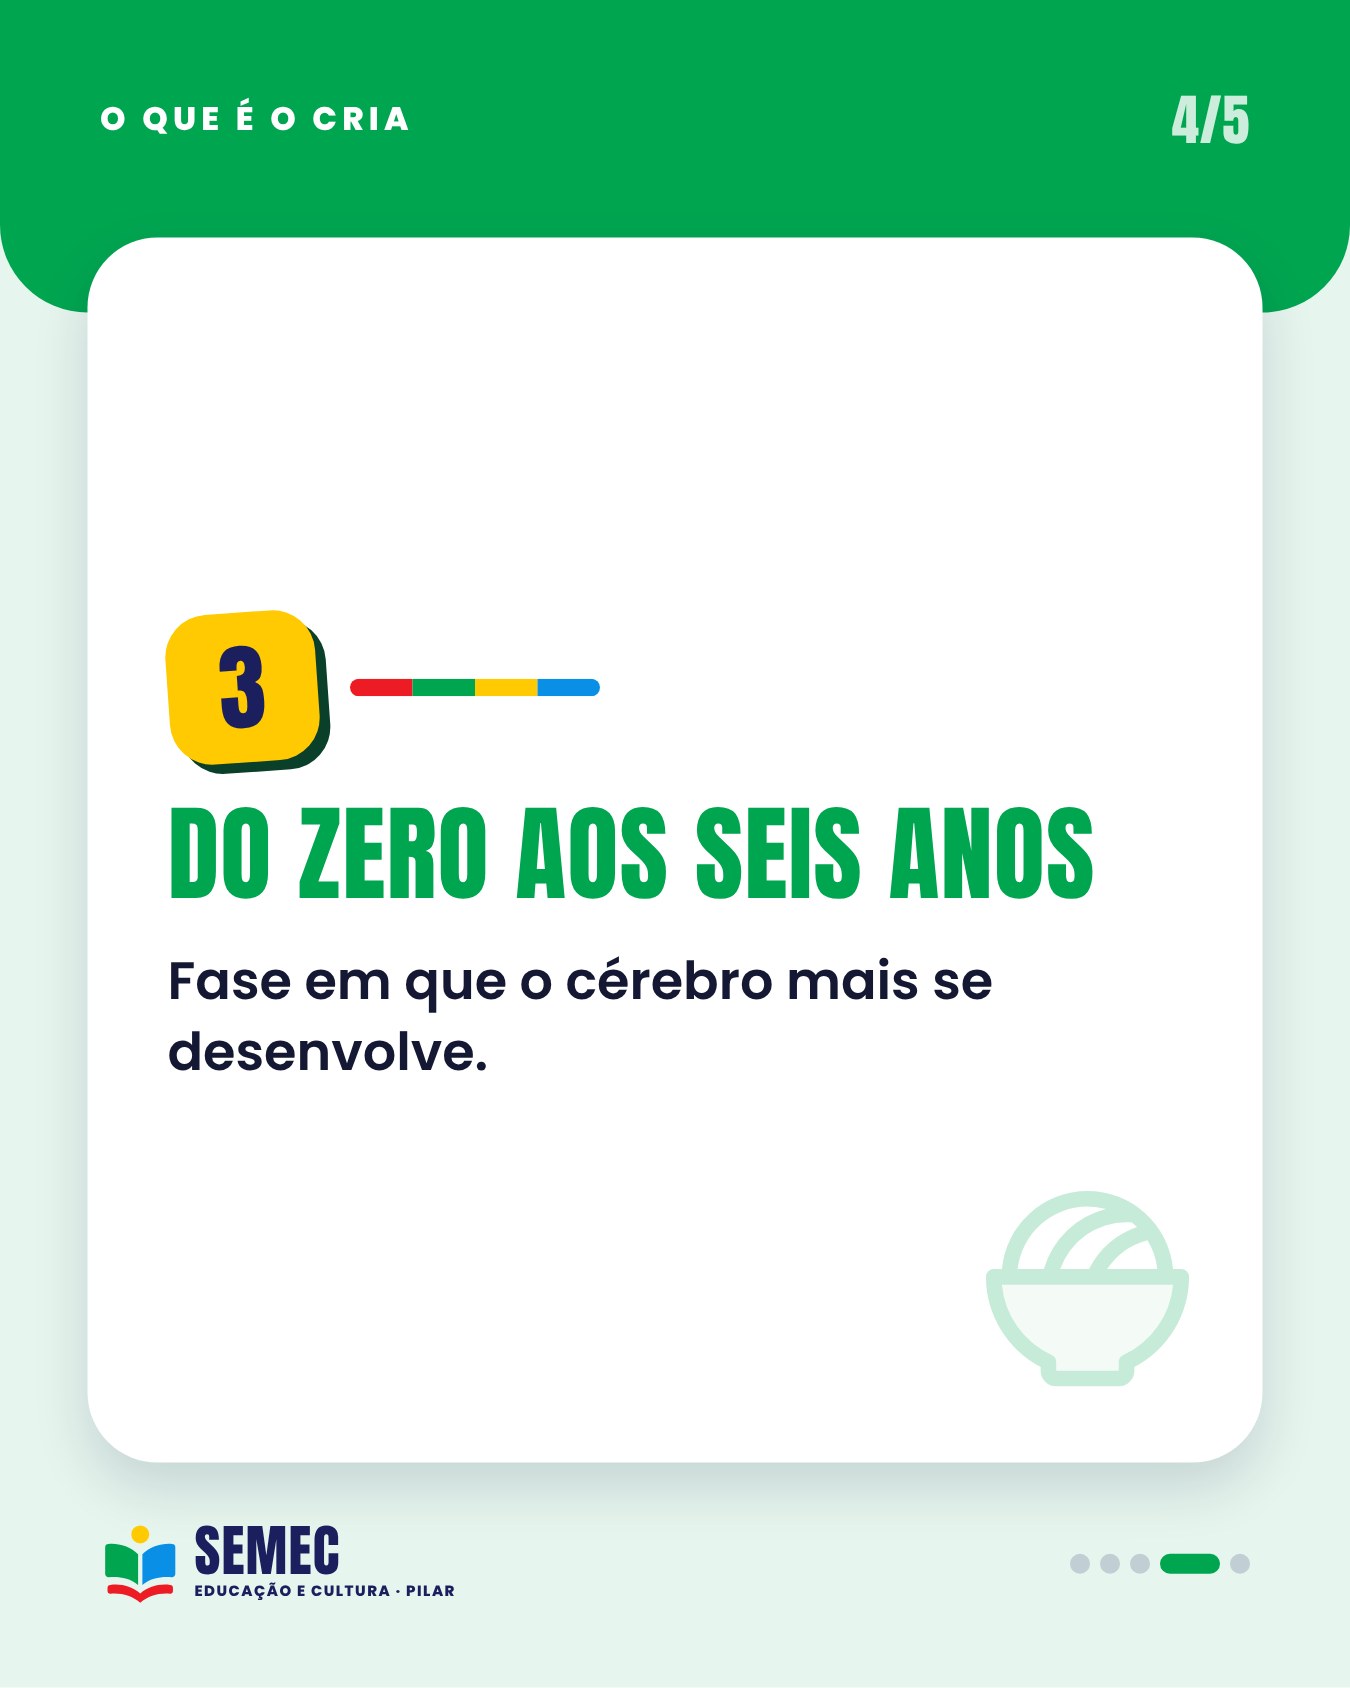 O QUE É O CRIA
4/5
3
DO ZERO AOS SEIS ANOS
Fase em que o cérebro mais se
desenvolve.
SEMEC
EDUCAÇÃO E CULTURA · PILAR